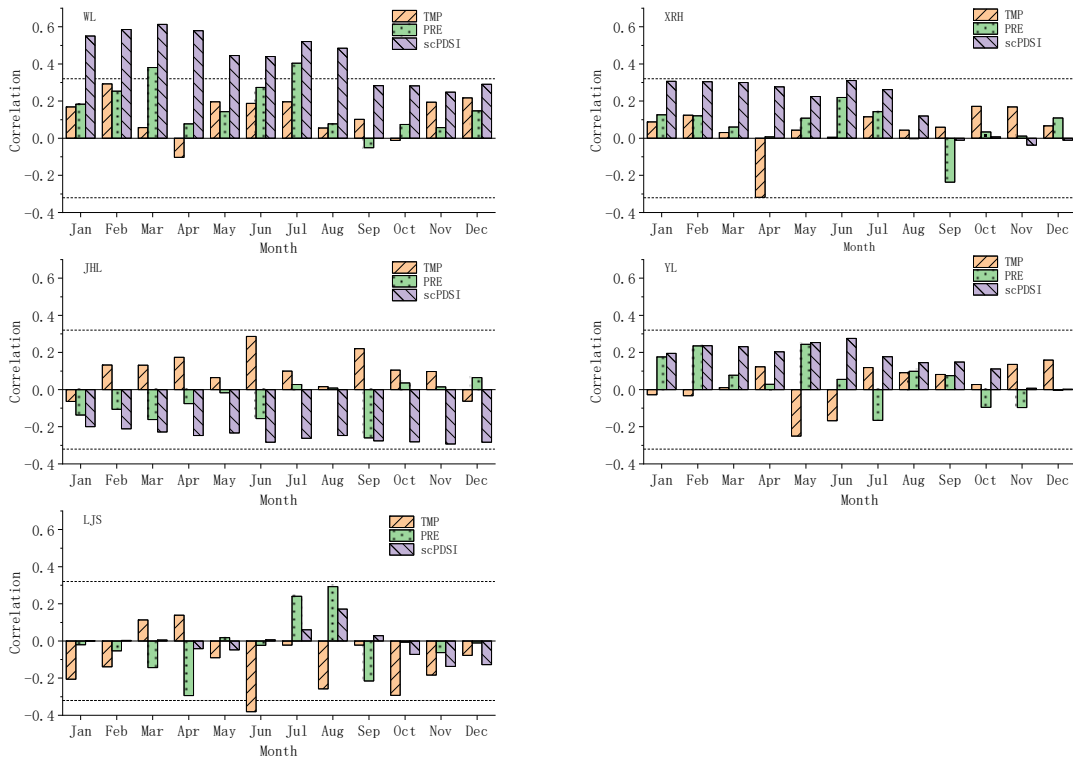 WL
TMP
PRE
scPDSI
Correlation
0.6
0.4
0.2
0.0
−0.2
−0.4
Jan Feb Mar Apr May Jun Jul Aug Sep Oct Nov Dec
Month
XRH
TMP
PRE
scPDSI
Correlation
0.6
0.4
0.2
0.0
−0.2
−0.4
Jan Feb Mar Apr May Jun Jul Aug Sep Oct Nov Dec
Month
JHL
TMP
PRE
scPDSI
Correlation
0.6
0.4
0.2
0.0
−0.2
−0.4
Jan Feb Mar Apr May Jun Jul Aug Sep Oct Nov Dec
Month
YL
TMP
PRE
scPDSI
Correlation
0.6
0.4
0.2
0.0
−0.2
−0.4
Jan Feb Mar Apr May Jun Jul Aug Sep Oct Nov Dec
Month
LJS
TMP
PRE
scPDSI
Correlation
0.6
0.4
0.2
0.0
−0.2
−0.4
Jan Feb Mar Apr May Jun Jul Aug Sep Oct Nov Dec
Month